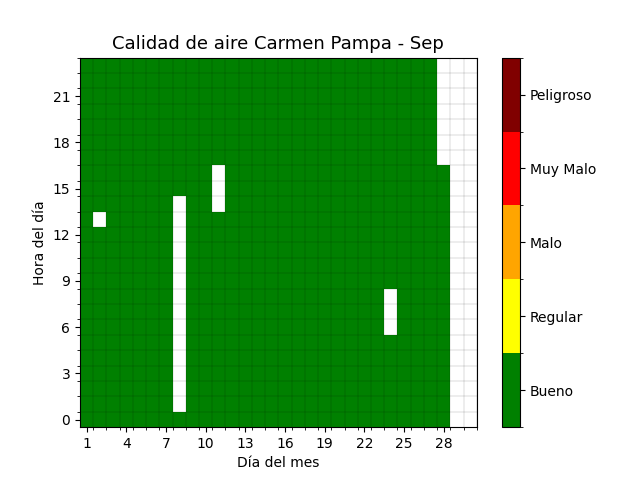 Calidad de aire Carmen Pampa - Sep
21
18
15
12
9
6
3
0
Hora del día
1 4 7 10 13 16 19 22 25 28
Día del mes
Peligroso
Muy Malo
Malo
Regular
Bueno